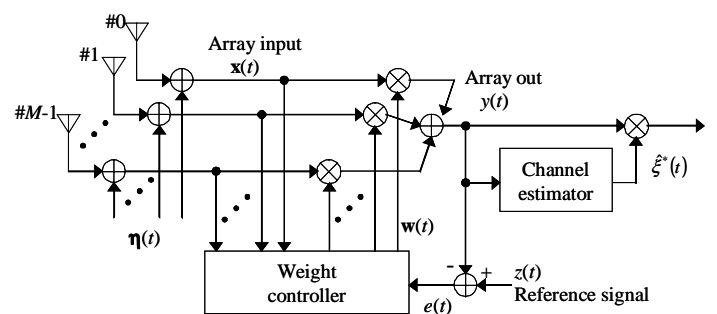 #0
#1
#M-1
Array input
x(t)
Array out
y(t)
Channel
estimator
ξ̂*(t)
η(t)
w(t)
Weight
controller
-
+
z(t)
e(t)
Reference signal